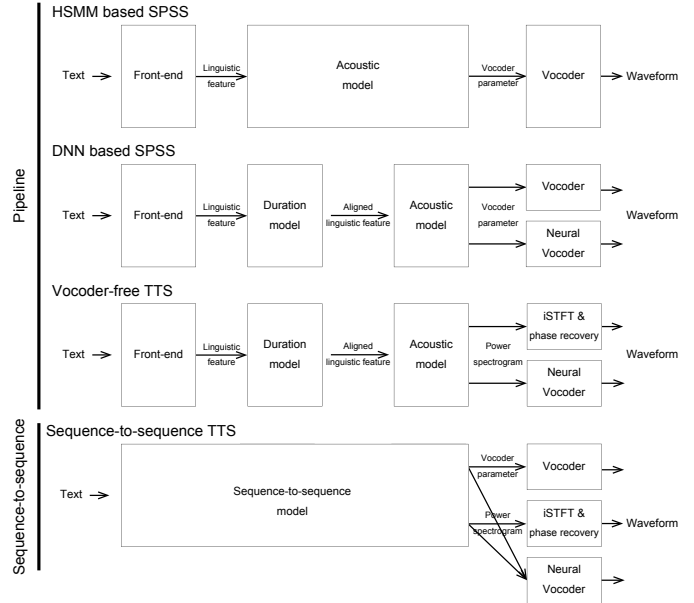 HSMM based SPSS
Text
Front-end
Linguistic
feature
Acoustic
model
Vocoder
parameter
Vocoder
Waveform
Pipeline
DNN based SPSS
Text
Front-end
Linguistic
feature
Duration
model
Aligned
linguistic feature
Acoustic
model
Vocoder
parameter
Vocoder
Neural
Vocoder
Waveform
Vocoder-free TTS
Text
Front-end
Linguistic
feature
Duration
model
Aligned
linguistic feature
Acoustic
model
Power
spectrogram
iSTFT &
phase recovery
Neural
Vocoder
Waveform
Sequence-to-sequence
Sequence-to-sequence TTS
Text
Sequence-to-sequence
model
Vocoder
parameter
Power
spectrogram
Vocoder
iSTFT &
phase recovery
Neural
Vocoder
Waveform